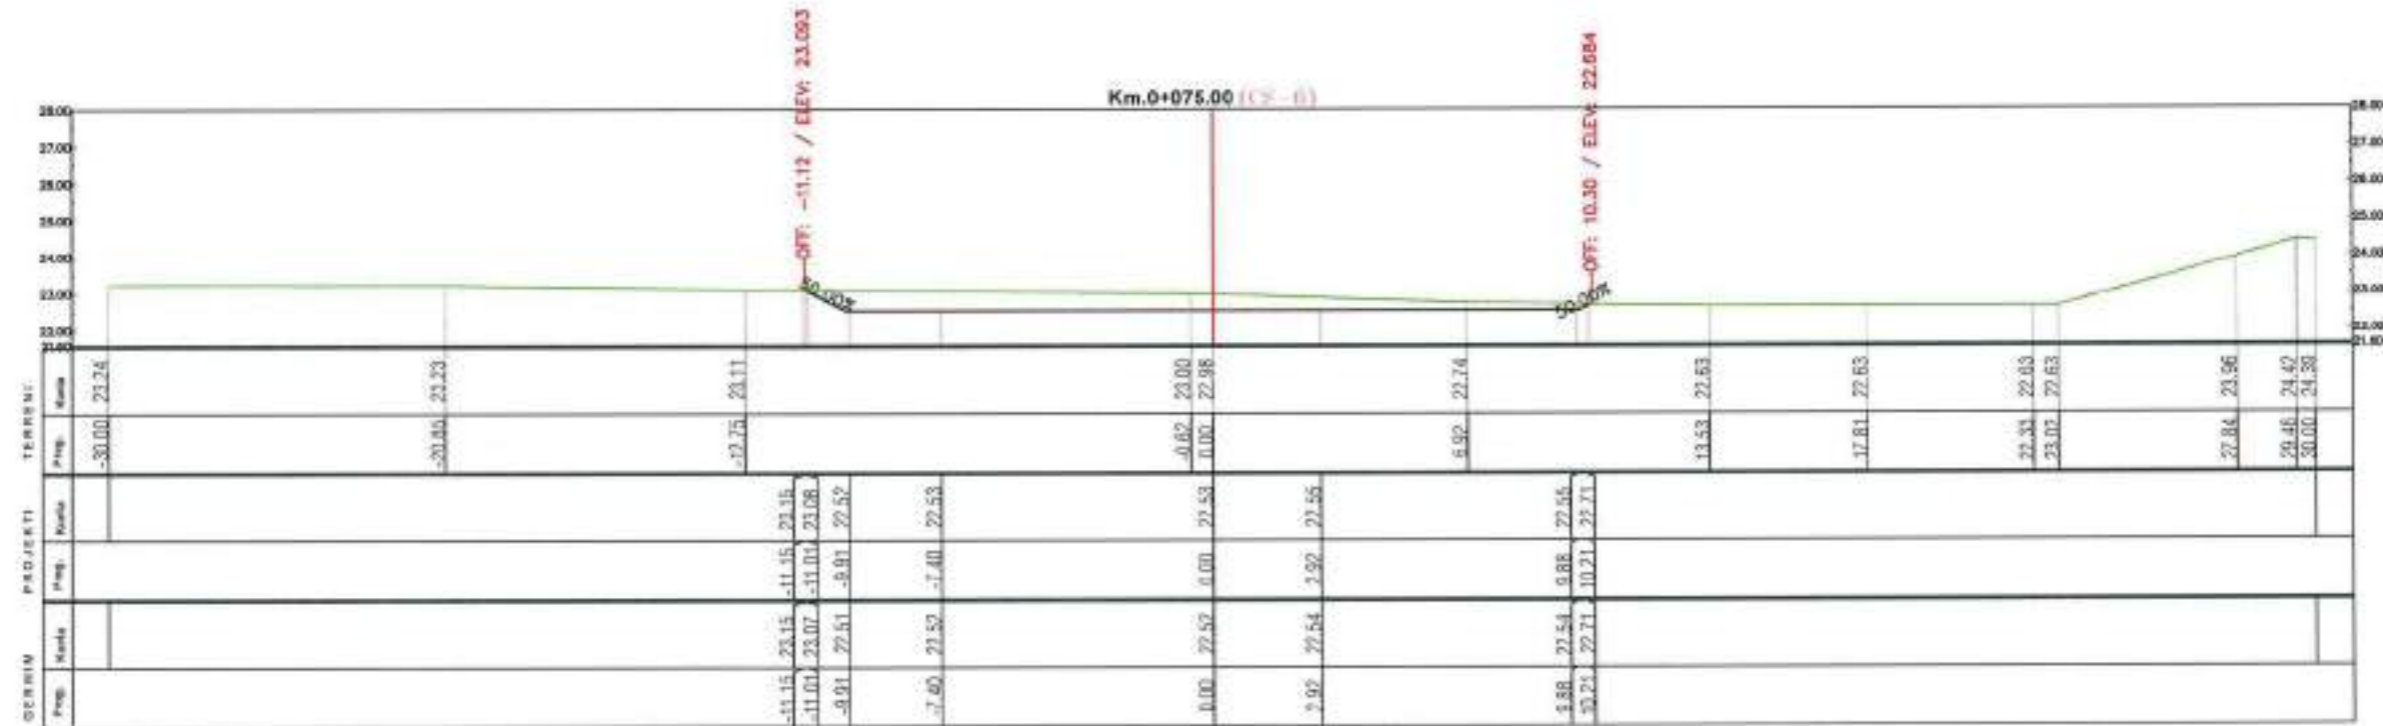 OFF: -11.12 / ELEV: 23.093
OFF: 10.30 / ELEV: 22.684
Km.0+075.00
28.00 28.00
27.00 27.00
26.00 26.00
25.00 25.00
24.00 24.00
23.00 23.00
22.00 22.00
50.00% 50.00%
TERRENI
Kuota 23.24 23.23 23.11 23.00 22.98 22.74 22.63 22.63 22.63 22.63 23.96 24.42 24.39
Prog. -30.00 -20.85 -12.75 -0.62 0.00 6.92 13.53 17.81 22.33 23.02 27.84 29.46 30.00
PROJEKTI
Kuota 23.15 23.08 22.52 22.53 22.53 22.55 22.55 22.71
Prog. -11.15 -11.01 -9.91 -7.40 0.00 2.92 9.88 10.21
GERMIM
Kuota 23.15 23.07 22.51 22.52 22.52 22.54 22.54 22.71
Prog. -11.15 -11.01 -9.91 -7.40 0.00 2.92 9.88 10.21